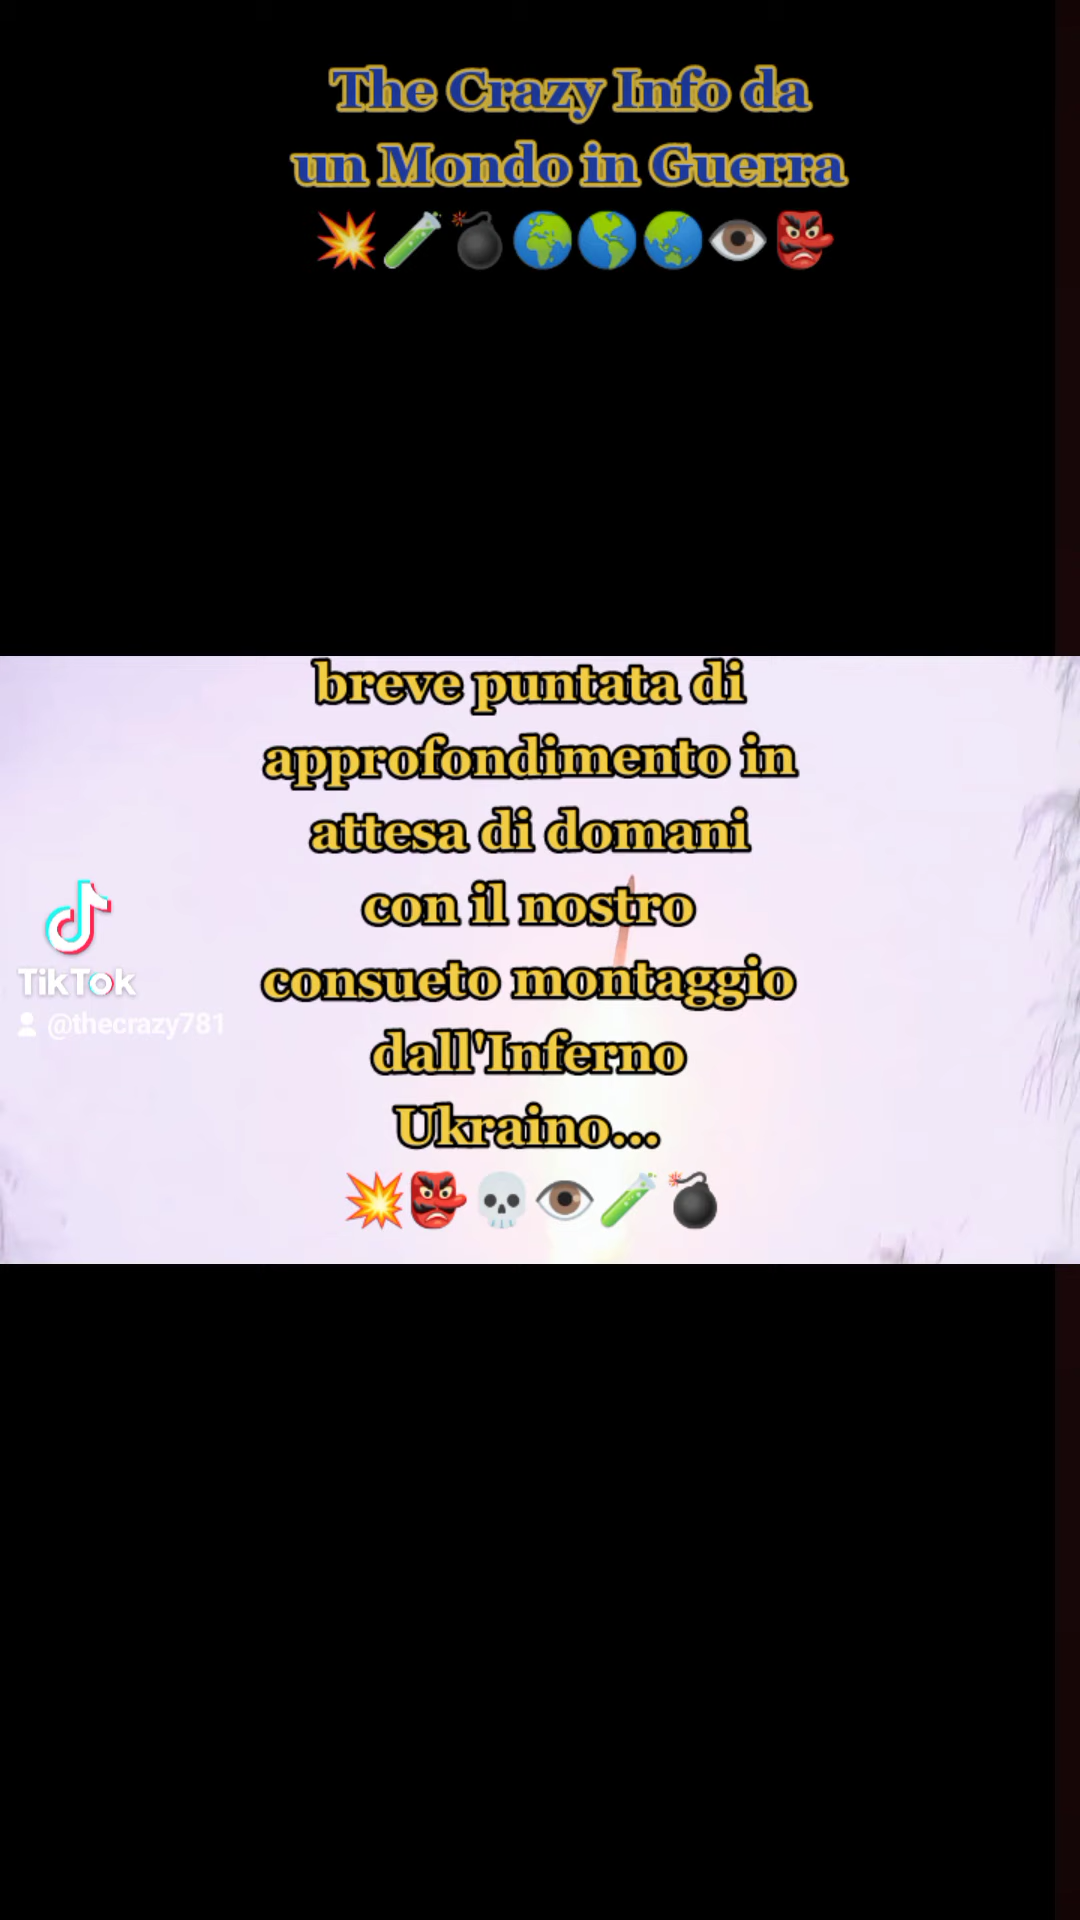 The Crazy Info da
un Mondo in Guerra
💥🧪💣🌍🌎🌏👁️👺
breve puntata di
approfondimento in
attesa di domani
con il nostro
consueto montaggio
dall'Inferno
Ukraino...
💥👺💀👁️🧪💣
TikTok
@thecrazy781